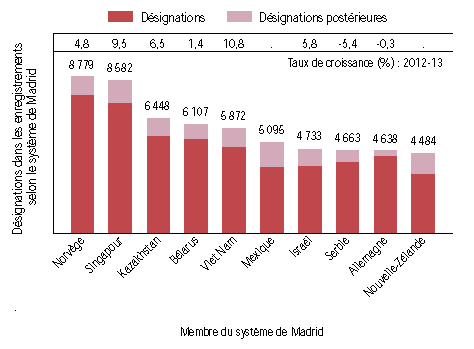 Désignations Désignations postérieures
4,8 9,5 6,5 1,4 10,8 . 5,8 -5,4 -0,3 .
Taux de croissance (%) : 2012-13
8 779 8 582 6 448 6 107 5 872 5 095 4 733 4 663 4 638 4 484
Désignations dans les enregistrements
selon le système de Madrid
Norvège Singapour Kazakhstan Bélarus Viet Nam Mexique Israël Serbie Allemagne Nouvelle-Zélande
Membre du système de Madrid